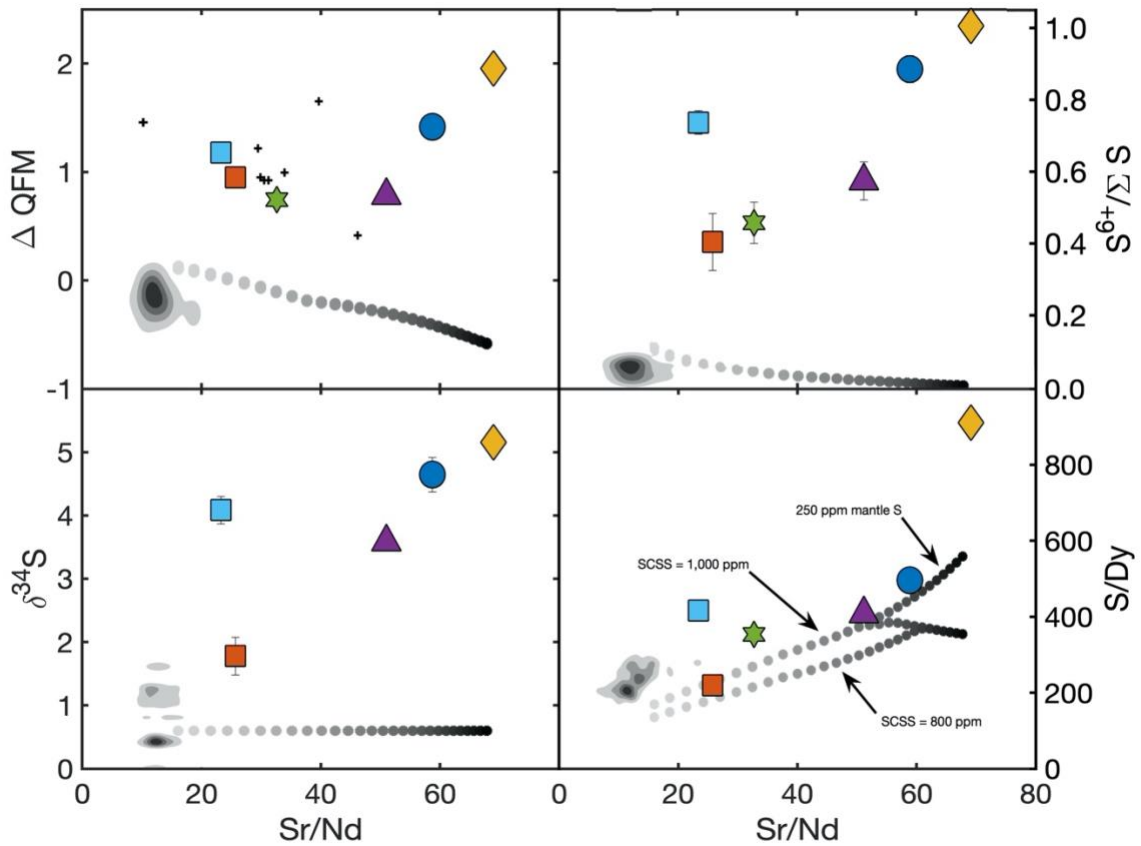 2
1
0
-1
Δ QFM
1.0
0.8
0.6
0.4
0.2
0.0
S6+/Σ S
5
4
3
2
1
0
δ34S
0 20 40 60
Sr/Nd
250 ppm mantle S
SCSS = 1,000 ppm
SCSS = 800 ppm
800
600
400
200
0
S/Dy
0 20 40 60 80
Sr/Nd